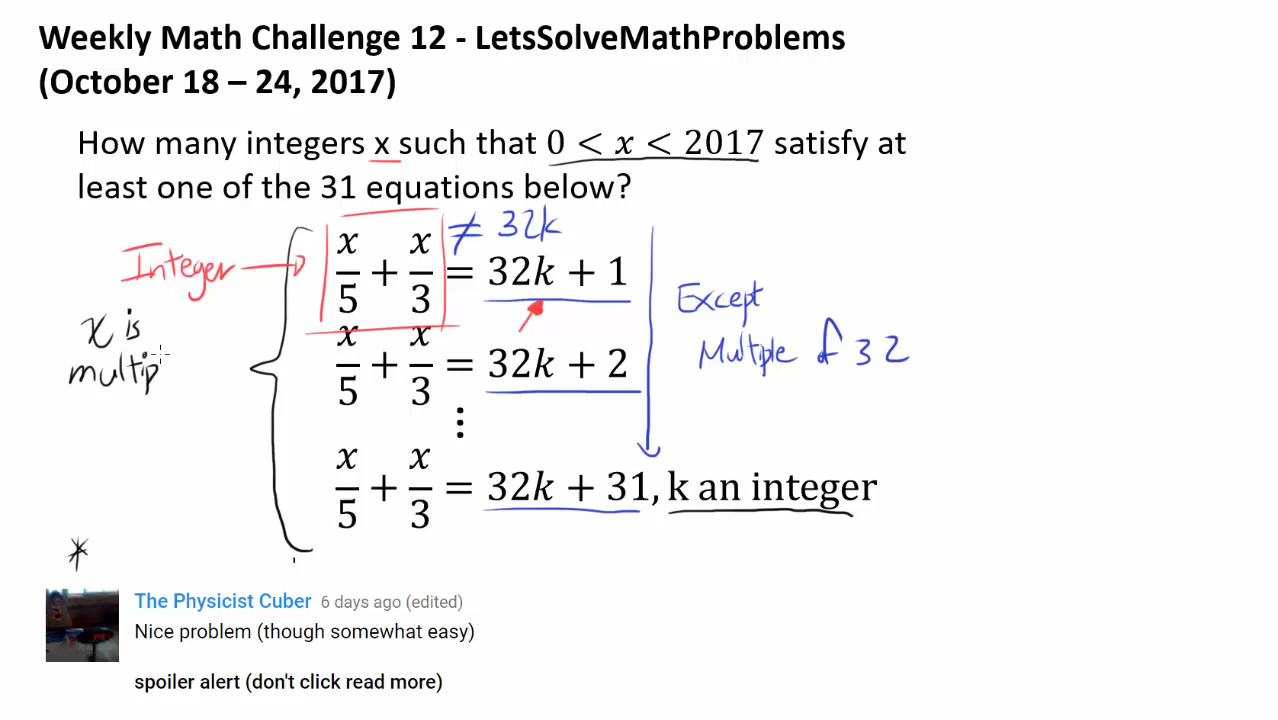 Weekly Math Challenge 12 - LetsSolveMathProblems
(October 18 – 24, 2017)
How many integers x such that 0 < x < 2017 satisfy at
least one of the 31 equations below?
≠ 32k
Integer → x/5 + x/3 = 32k + 1
Except
x is
multip
x/5 + x/3 = 32k + 2
Multiple of 32
⋮
x/5 + x/3 = 32k + 31, k an integer
*
The Physicist Cuber 6 days ago (edited)
Nice problem (though somewhat easy)
spoiler alert (don't click read more)